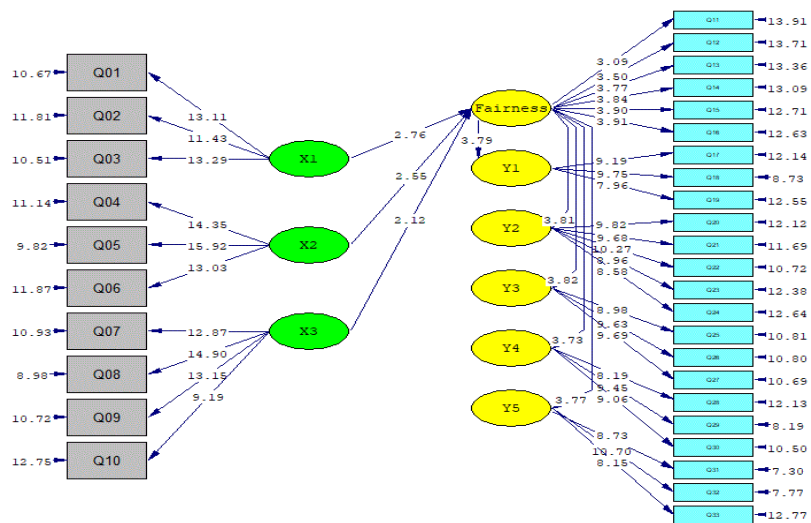 10.67 Q01
11.81 Q02
10.51 Q03
11.14 Q04
9.82 Q05
11.87 Q06
10.93 Q07
8.98 Q08
10.72 Q09
12.75 Q10
13.11
11.43
13.29
14.35
15.92
13.03
12.87
14.90
13.15
9.19
X1
X2
X3
2.76
2.55
2.12
Fairness
Y1
Y2
Y3
Y4
Y5
3.79
3.81
3.82
3.73
3.77
3.09
3.50
3.77
3.84
3.90
3.91
9.19
9.75
7.96
9.82
9.68
10.27
8.96
8.58
8.98
9.63
9.69
8.19
9.45
9.06
8.73
10.70
8.15
Q11 13.91
Q12 13.71
Q13 13.36
Q14 13.09
Q15 12.71
Q16 12.63
Q17 12.14
Q18 8.73
Q19 12.55
Q20 12.12
Q21 11.69
Q22 10.72
Q23 12.38
Q24 12.64
Q25 10.81
Q26 10.80
Q27 10.69
Q28 12.13
Q29 8.19
Q30 10.50
Q31 7.30
Q32 7.77
Q33 12.77